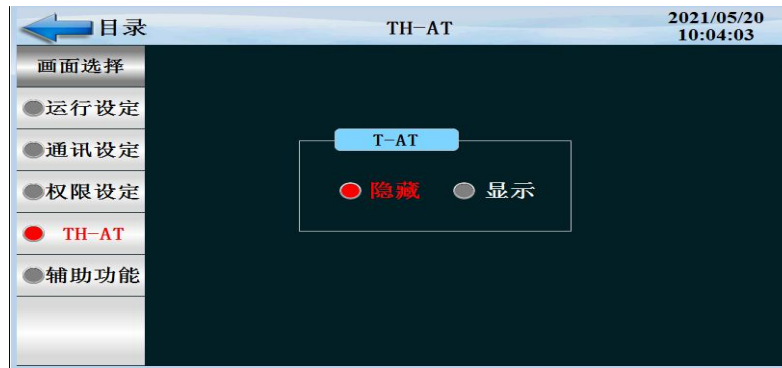 目录
TH-AT
2021/05/20
10:04:03
画面选择
运行设定
通讯设定
权限设定
TH-AT
辅助功能
T-AT
隐藏 显示